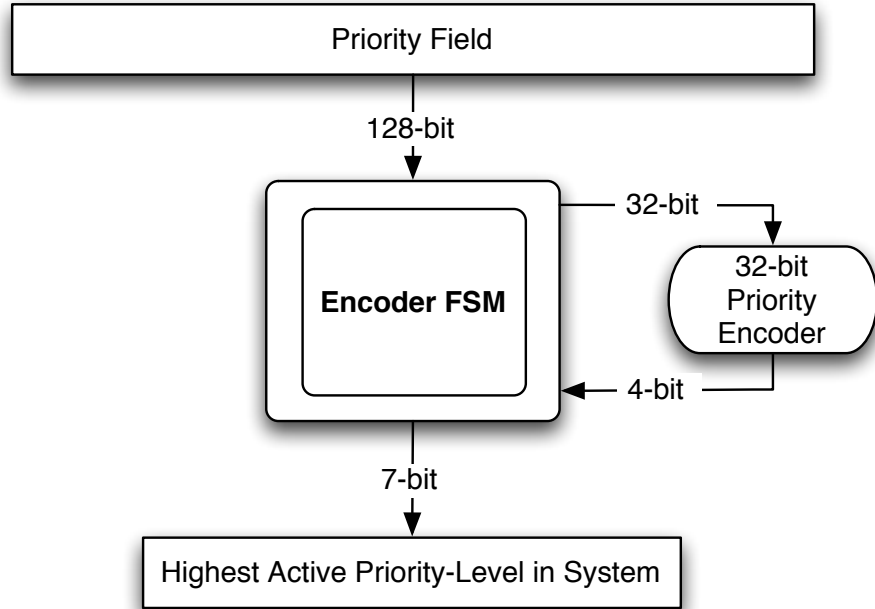 Priority Field
128-bit
32-bit
32-bit
Priority
Encoder
Encoder FSM
4-bit
7-bit
Highest Active Priority-Level in System